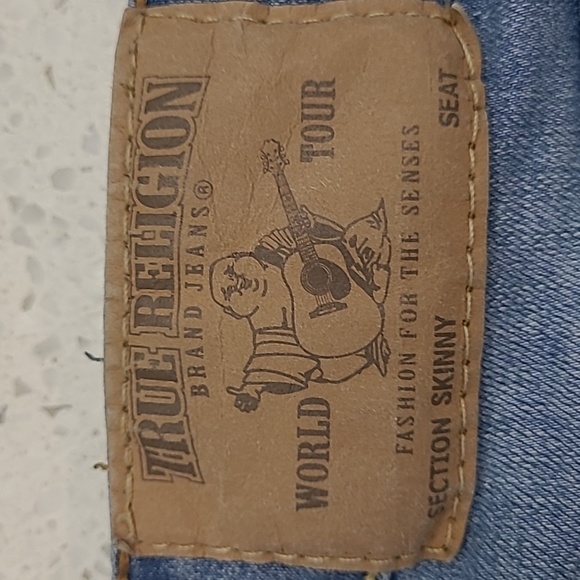 TRUE RELIGION
BRAND JEANS®
WORLD TOUR
FASHION FOR THE SENSES
SECTION SKINNY SEAT